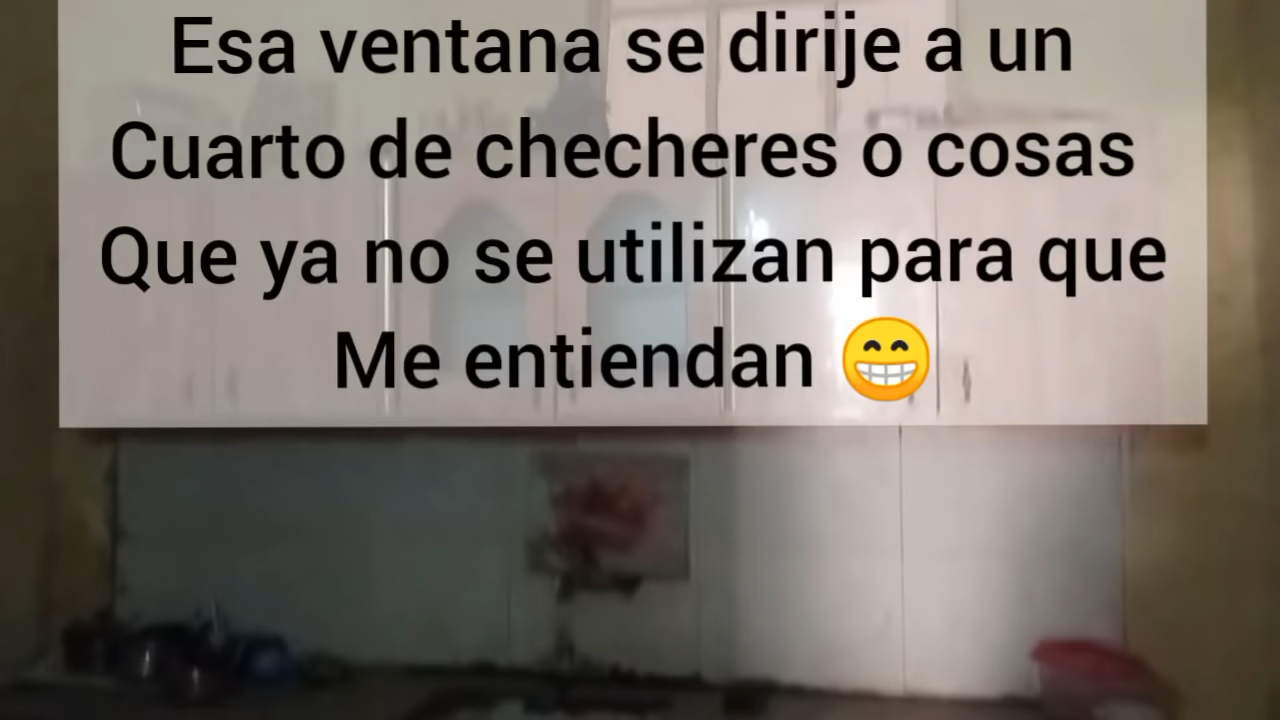 Esa ventana se dirije a un
Cuarto de checheres o cosas
Que ya no se utilizan para que
Me entiendan 😁